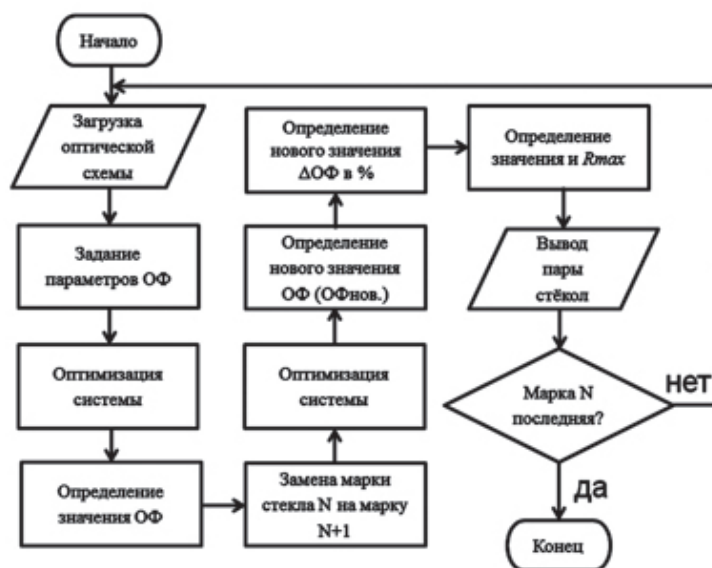 Начало
Загрузка
оптической
схемы
Задание
параметров ОФ
Оптимизация
системы
Определение
значения ОФ
Замена марки
стекла N на марку
N+1
Оптимизация
системы
Определение
нового значения
ОФ (ОФнов.)
Определение
нового значения
ΔОФ в %
Определение
значения и Rmax
Вывод
пары
стёкол
Марка N
последняя?
нет
да
Конец